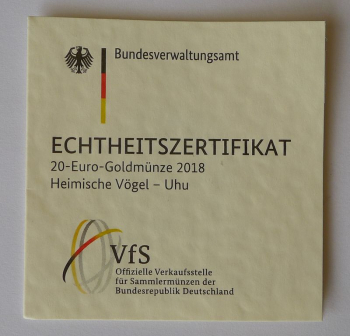 Bundesverwaltungsamt
ECHTHEITSZERTIFIKAT
20-Euro-Goldmünze 2018
Heimische Vögel – Uhu
VfS
Offizielle Verkaufsstelle
für Sammlermünzen der
Bundesrepublik Deutschland